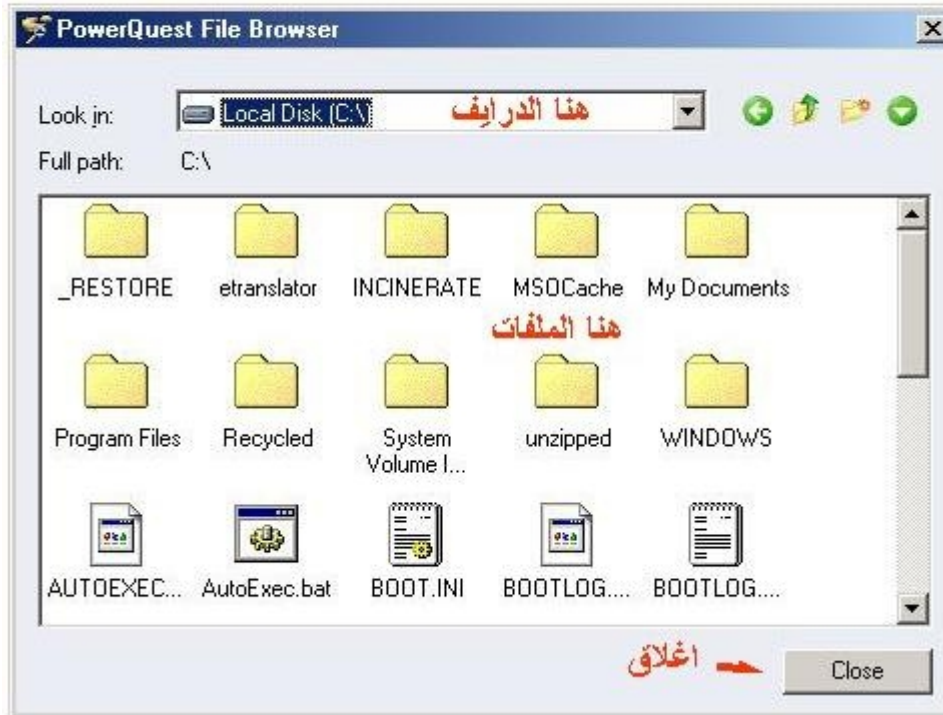 PowerQuest File Browser
Look in: Local Disk (C:\) هنا الدرايف
Full path: C:\
_RESTORE etranslator INCINERATE MSOCache My Documents
هنا الملفات
Program Files Recycled System Volume I... unzipped WINDOWS
AUTOEXEC... AutoExec.bat BOOT.INI BOOTLOG.... BOOTLOG....
اغلاق
Close